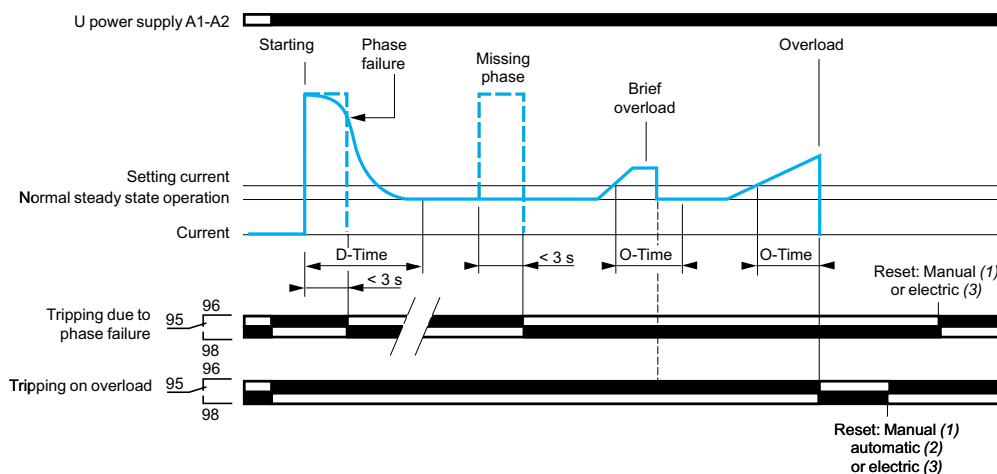 U power supply A1-A2
Starting
Phase
failure
Missing
phase
Brief
overload
Overload
Setting current
Normal steady state operation
Current
D-Time
< 3 s
< 3 s
O-Time
O-Time
Reset: Manual (1)
or electric (3)
Tripping due to
phase failure
95
96
98
Tripping on overload
95
96
98
Reset: Manual (1)
automatic (2)
or electric (3)